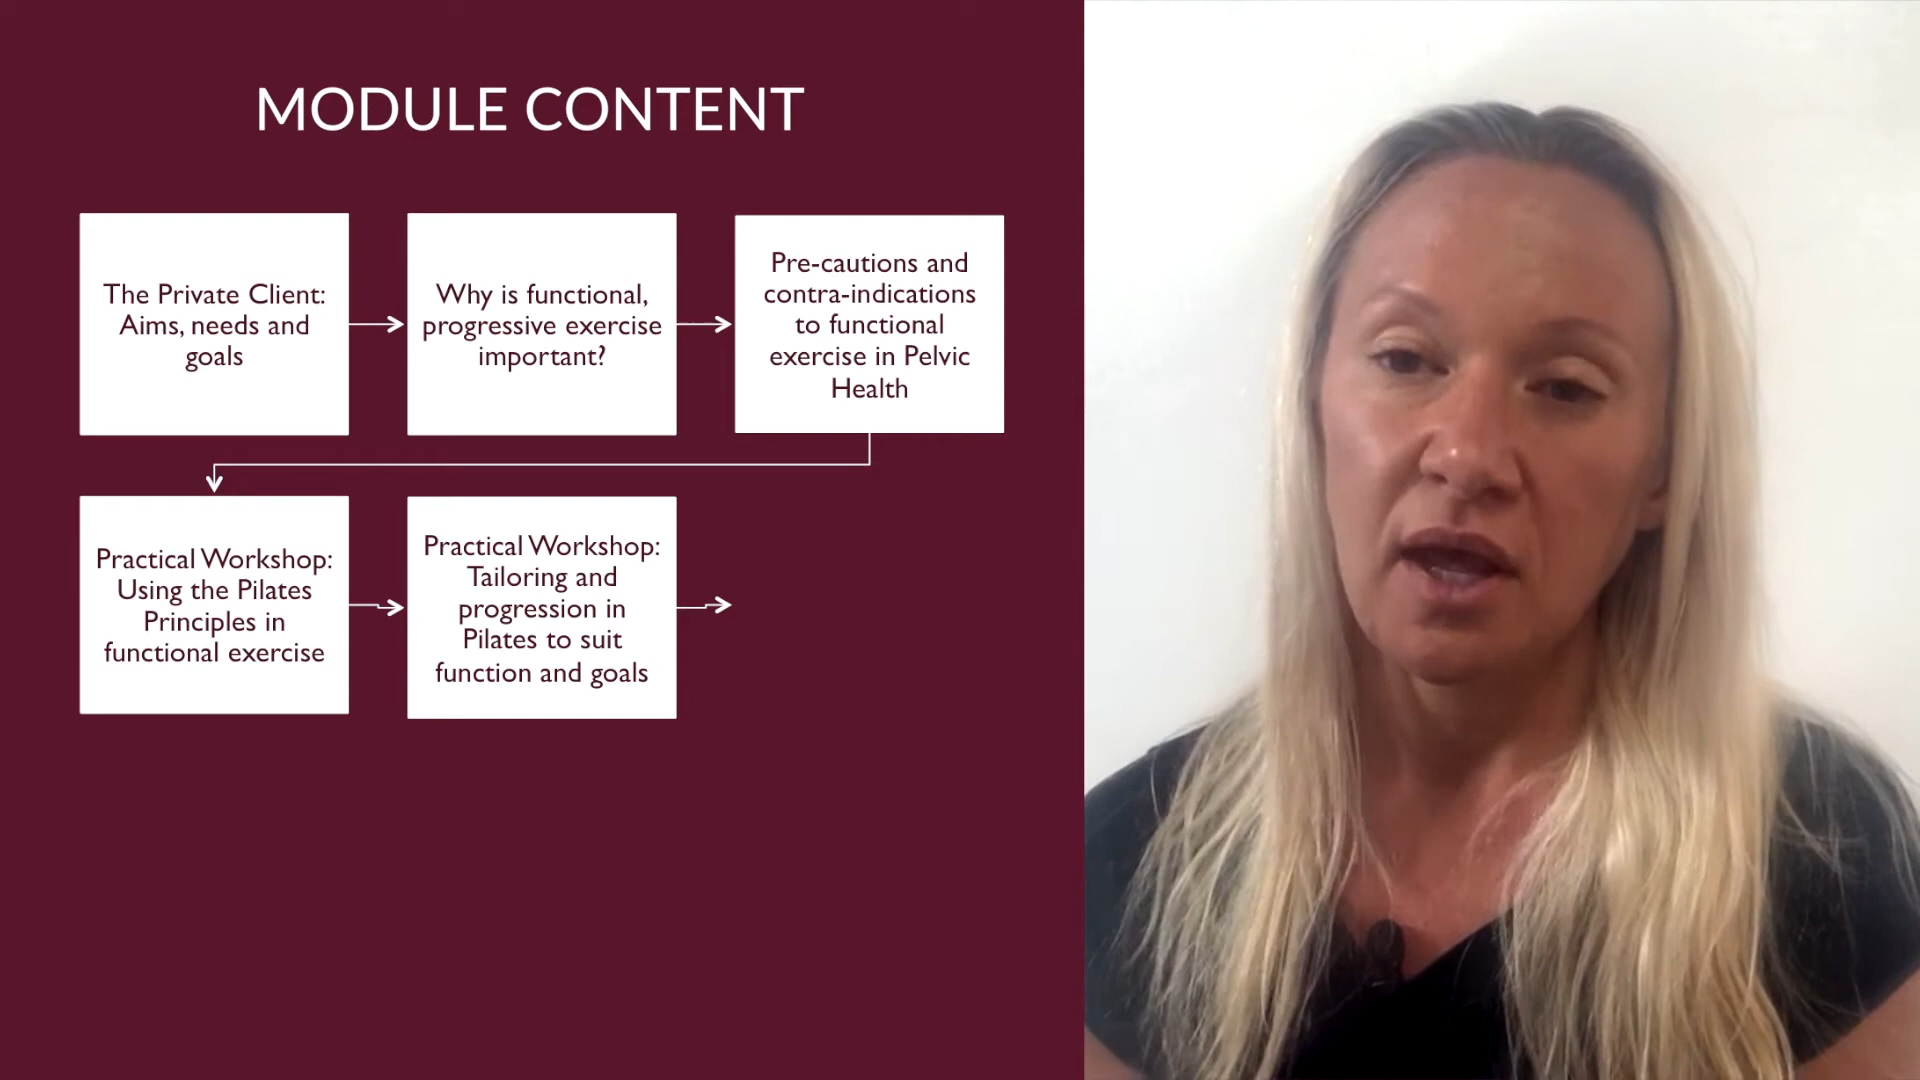 MODULE CONTENT
The Private Client:
Aims, needs and
goals
Why is functional,
progressive exercise
important?
Pre-cautions and
contra-indications
to functional
exercise in Pelvic
Health
Practical Workshop:
Using the Pilates
Principles in
functional exercise
Practical Workshop:
Tailoring and
progression in
Pilates to suit
function and goals